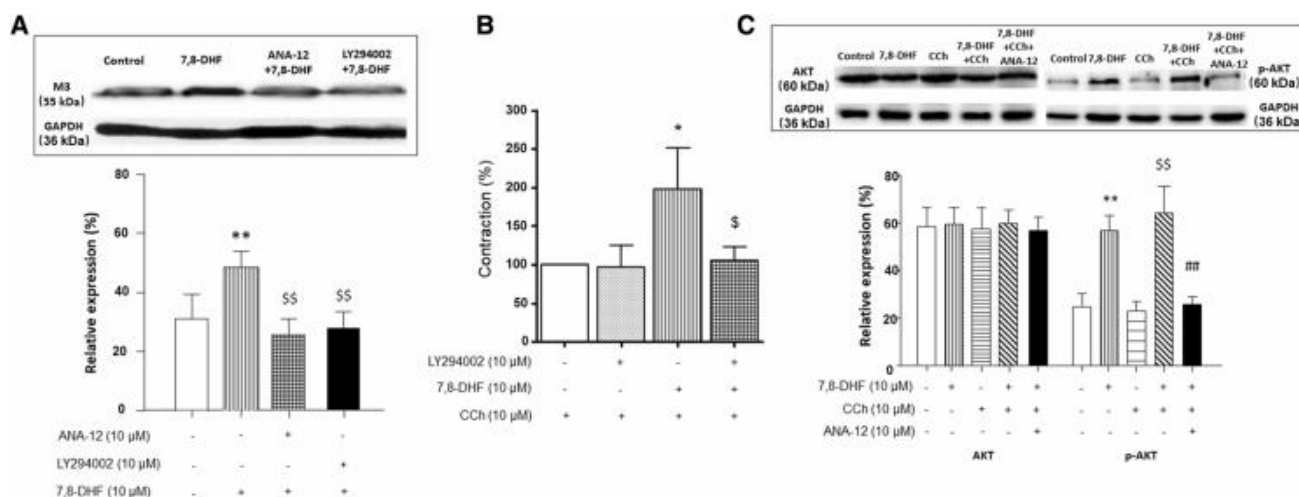 A
Control 7,8-DHF ANA-12 +7,8-DHF LY294002 +7,8-DHF
M3 (55 kDa)
GAPDH (36 kDa)
Relative expression (%)
80
60
40
20
0
** $$ $$
ANA-12 (10 µM) - - + -
LY294002 (10 µM) - - - +
7,8-DHF (10 µM) - + + +
B
Contraction (%)
300
250
200
150
100
50
0
* $
LY294002 (10 µM) - + - +
7,8-DHF (10 µM) - - + +
CCh (10 µM) + + + +
C
Control 7,8-DHF CCh 7,8-DHF +CCh 7,8-DHF +CCh+ ANA-12 Control 7,8-DHF CCh 7,8-DHF +CCh 7,8-DHF +CCh+ ANA-12
AKT (60 kDa) p-AKT (60 kDa)
GAPDH (36 kDa) GAPDH (36 kDa)
Relative expression (%)
80
60
40
20
0
** $$ ##
7,8-DHF (10 µM) - + - + + - + - + +
CCh (10 µM) - - + + + - - + + +
ANA-12 (10 µM) - - - - + - - - - +
AKT p-AKT